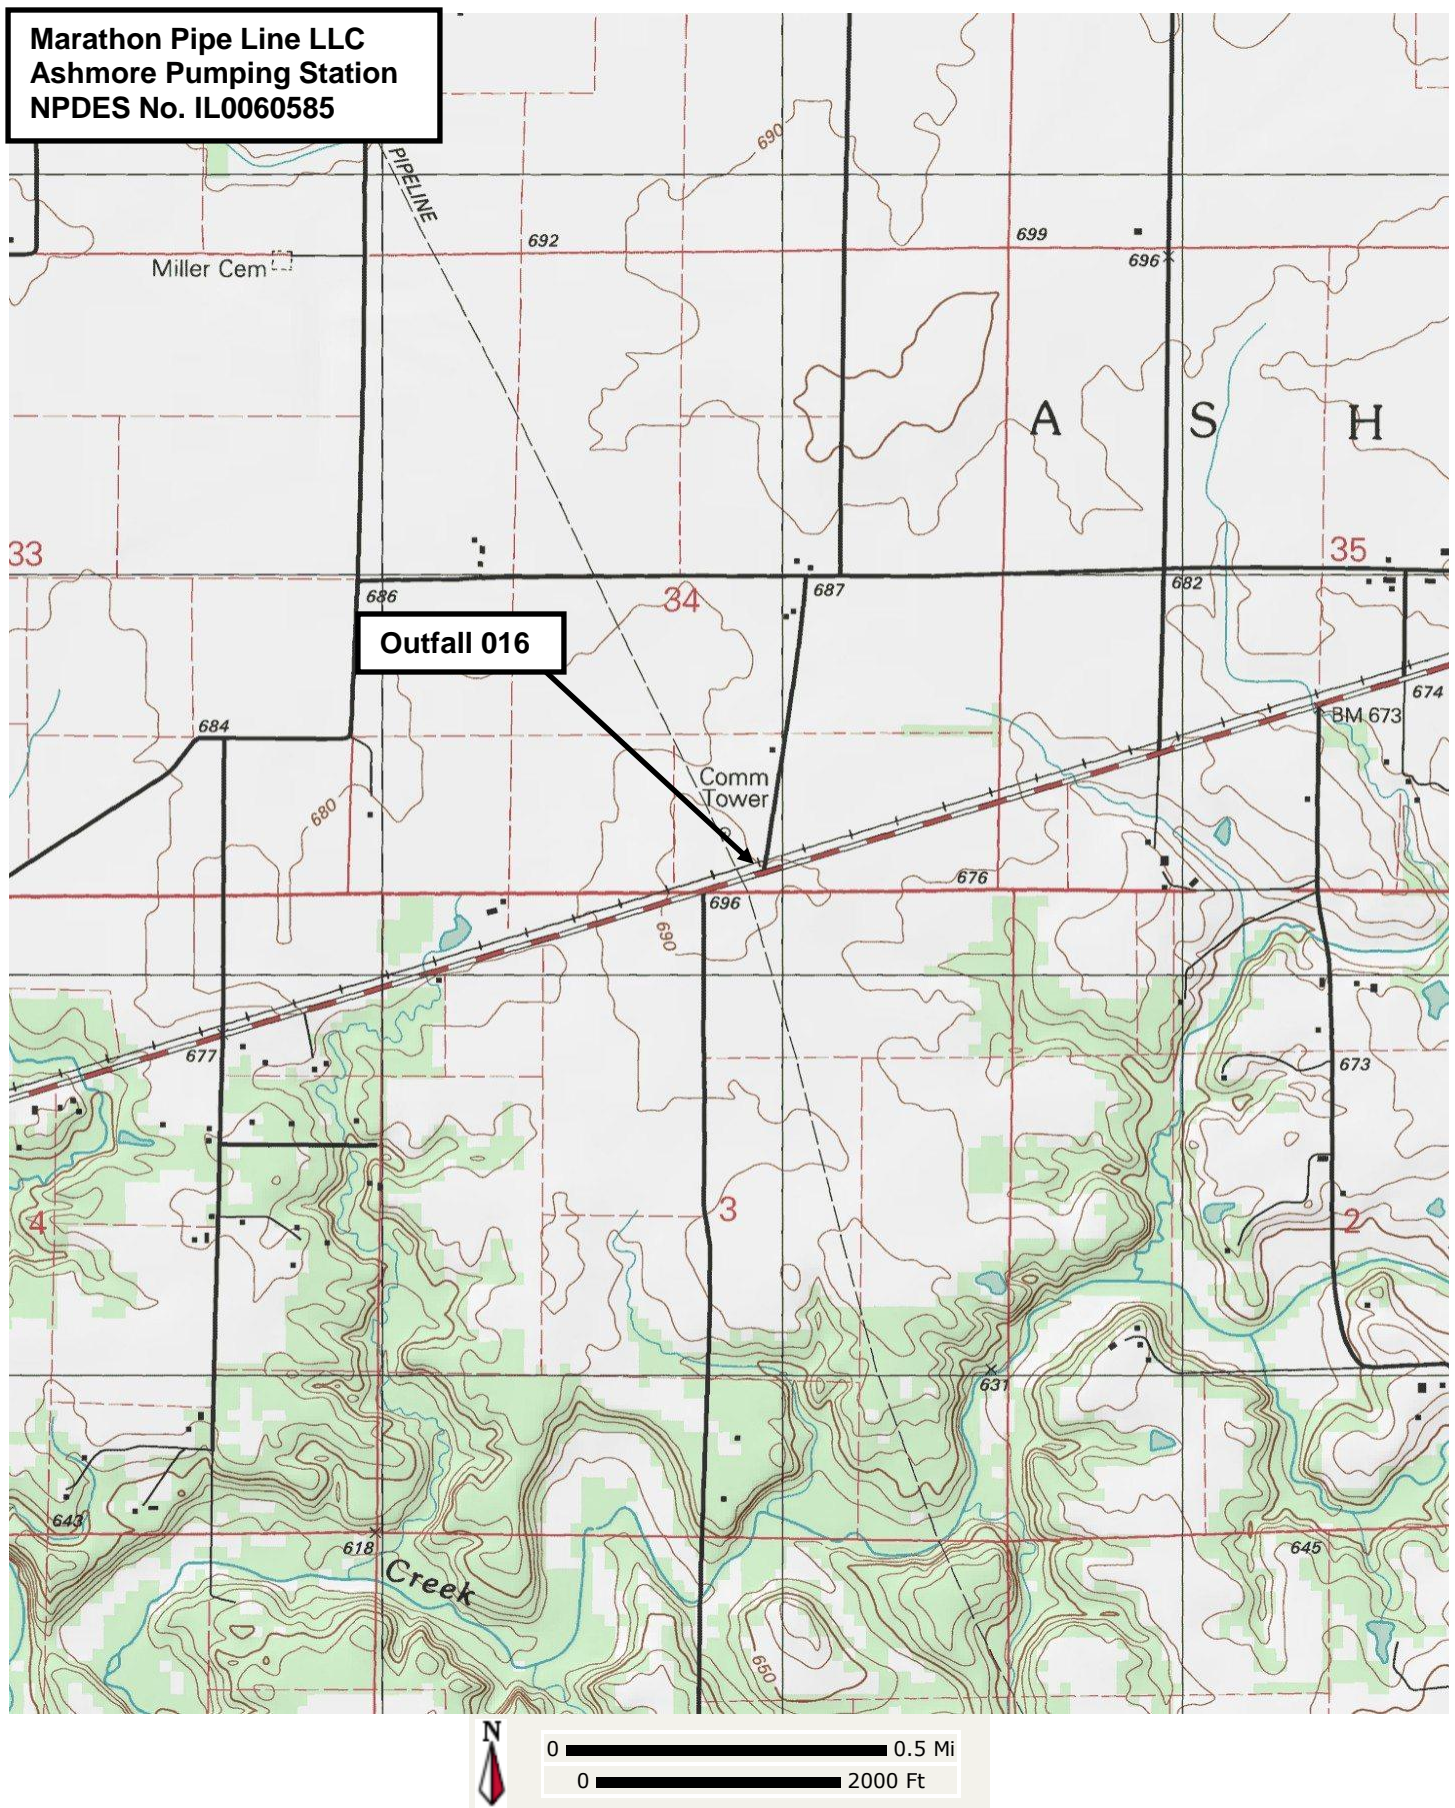 Marathon Pipe Line LLC
Ashmore Pumping Station
NPDES No. IL0060585
PIPELINE
690
692
699
696
Miller Cem
A S H
33
35
34
686
687
682
Outfall 016
674
684
BM 673
Comm
Tower
680
676
696
690
677
673
4
3
2
631
643
618
645
Creek
650
N
0 0.5 Mi
0 2000 Ft